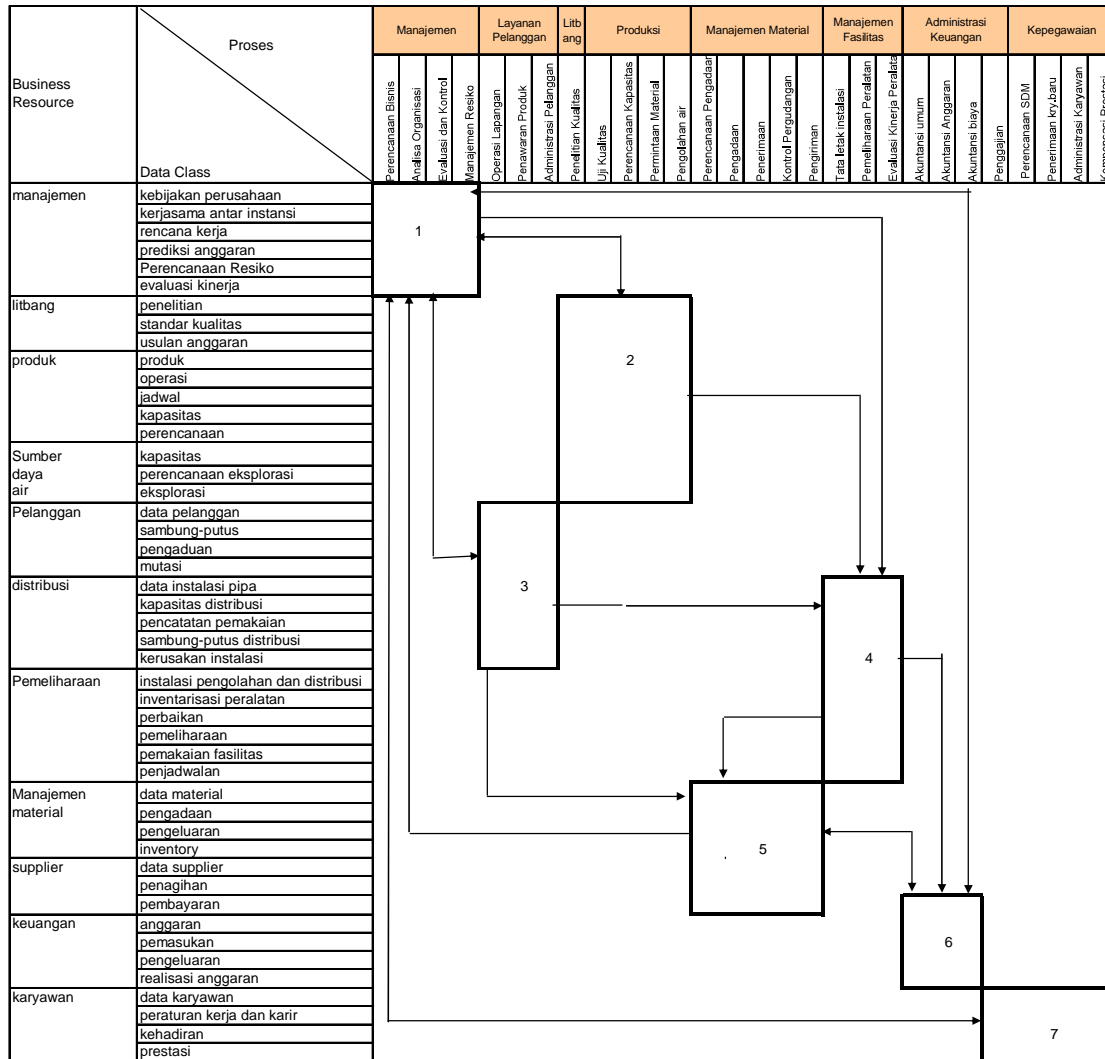 Proses
Business
Resource
Data Class
Manajemen
Layanan
Pelanggan
Litb
ang
Produksi
Manajemen Material
Manajemen
Fasilitas
Administrasi
Keuangan
Kepegawaian
Perencanaan Bisnis
Analisa Organisasi
Evaluasi dan Kontrol
Manajemen Resiko
Operasi Lapangan
Penawaran Produk
Administrasi Pelanggan
Penelitian Kualitas
Uji Kualitas
Perencanaan Kapasitas
Permintaan Material
Pengolahan air
Perencanaan Pengadaan
Pengadaan
Penerimaan
Kontrol Pergudangan
Pengiriman
Tata letak instalasi
Pemeliharaan Peralatan
Evaluasi Kinerja Peralata
Akuntansi umum
Akuntansi Anggaran
Akuntansi biaya
Penggajian
Perencanaan SDM
Penerimaan kry.baru
Administrasi Karyawan
manajemen
kebijakan perusahaan
kerjasama antar instansi
rencana kerja
prediksi anggaran
Perencanaan Resiko
evaluasi kinerja
litbang
penelitian
standar kualitas
usulan anggaran
produk
produk
operasi
jadwal
kapasitas
perencanaan
Sumber
daya
air
kapasitas
perencanaan eksplorasi
eksplorasi
Pelanggan
data pelanggan
sambung-putus
pengaduan
mutasi
distribusi
data instalasi pipa
kapasitas distribusi
pencatatan pemakaian
sambung-putus distribusi
kerusakan instalasi
Pemeliharaan
instalasi pengolahan dan distribusi
inventarisasi peralatan
perbaikan
pemeliharaan
pemakaian fasilitas
penjadwalan
Manajemen
material
data material
pengadaan
pengeluaran
inventory
supplier
data supplier
penagihan
pembayaran
keuangan
anggaran
pemasukan
pengeluaran
realisasi anggaran
karyawan
data karyawan
peraturan kerja dan karir
kehadiran
prestasi
1
2
3
4
5
6
7